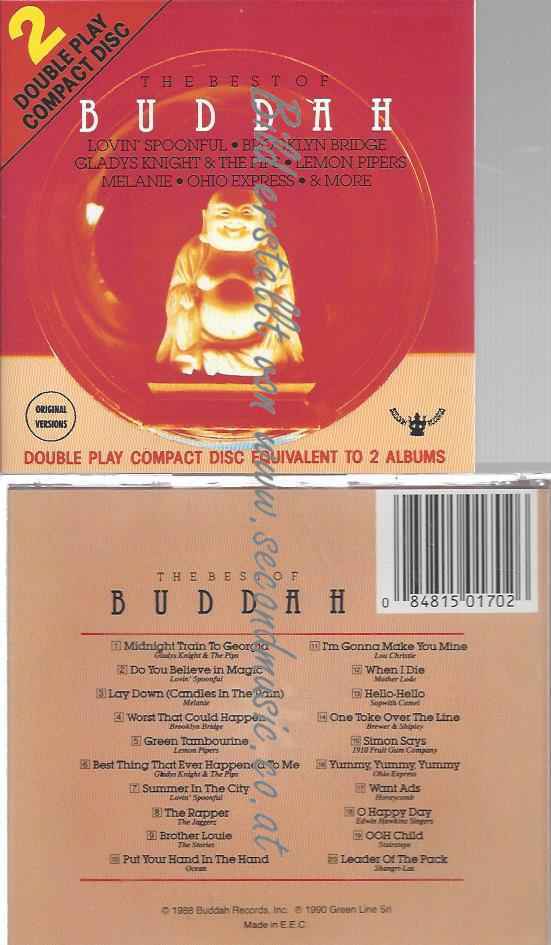 2
DOUBLE PLAY
COMPACT DISC
THE BEST OF
BUDDAH
LOVIN' SPOONFUL • BROOKLYN BRIDGE
GLADYS KNIGHT & THE PIPS • LEMON PIPERS
MELANIE • OHIO EXPRESS • & MORE
ORIGINAL
VERSIONS
BUDDAH RECORDS
DOUBLE PLAY COMPACT DISC EQUIVALENT TO 2 ALBUMS
Bilderstellt von www.secondmusic.co.at
0 84815 01702
THE BEST OF
BUDDAH
1 Midnight Train To Georgia
Gladys Knight & The Pips
2 Do You Believe in Magic
Lovin' Spoonful
3 Lay Down (Candles In The Rain)
Melanie
4 Worst That Could Happen
Brooklyn Bridge
5 Green Tambourine
Lemon Pipers
6 Best Thing That Ever Happened To Me
Gladys Knight & The Pips
7 Summer In The City
Lovin' Spoonful
8 The Rapper
The Jaggerz
9 Brother Louie
The Stories
10 Put Your Hand In The Hand
Ocean
11 I'm Gonna Make You Mine
Lou Christie
12 When I Die
Mother Lode
13 Hello-Hello
Sopwith Camel
14 One Toke Over The Line
Brewer & Shipley
15 Simon Says
1910 Fruit Gum Company
16 Yummy, Yummy, Yummy
Ohio Express
17 Want Ads
Honeycomb
18 O Happy Day
Edwin Hawkins Singers
19 OOH Child
Stairsteps
20 Leader Of The Pack
Shangri-Las
© 1988 Buddah Records, Inc. ℗ 1990 Green Line Srl
Made in E.E.C.